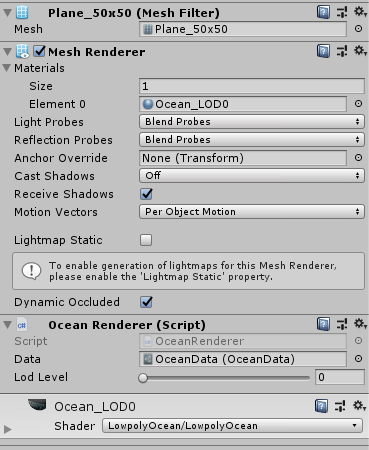 Plane_50x50 (Mesh Filter)
Mesh Plane_50x50
Mesh Renderer
Materials
Size 1
Element 0 Ocean_LOD0
Light Probes Blend Probes
Reflection Probes Blend Probes
Anchor Override None (Transform)
Cast Shadows Off
Receive Shadows
Motion Vectors Per Object Motion
Lightmap Static
To enable generation of lightmaps for this Mesh Renderer,
please enable the 'Lightmap Static' property.
Dynamic Occluded
C# Ocean Renderer (Script)
Script OceanRenderer
Data OceanData (OceanData)
Lod Level 0
Ocean_LOD0
Shader LowpolyOcean/LowpolyOcean